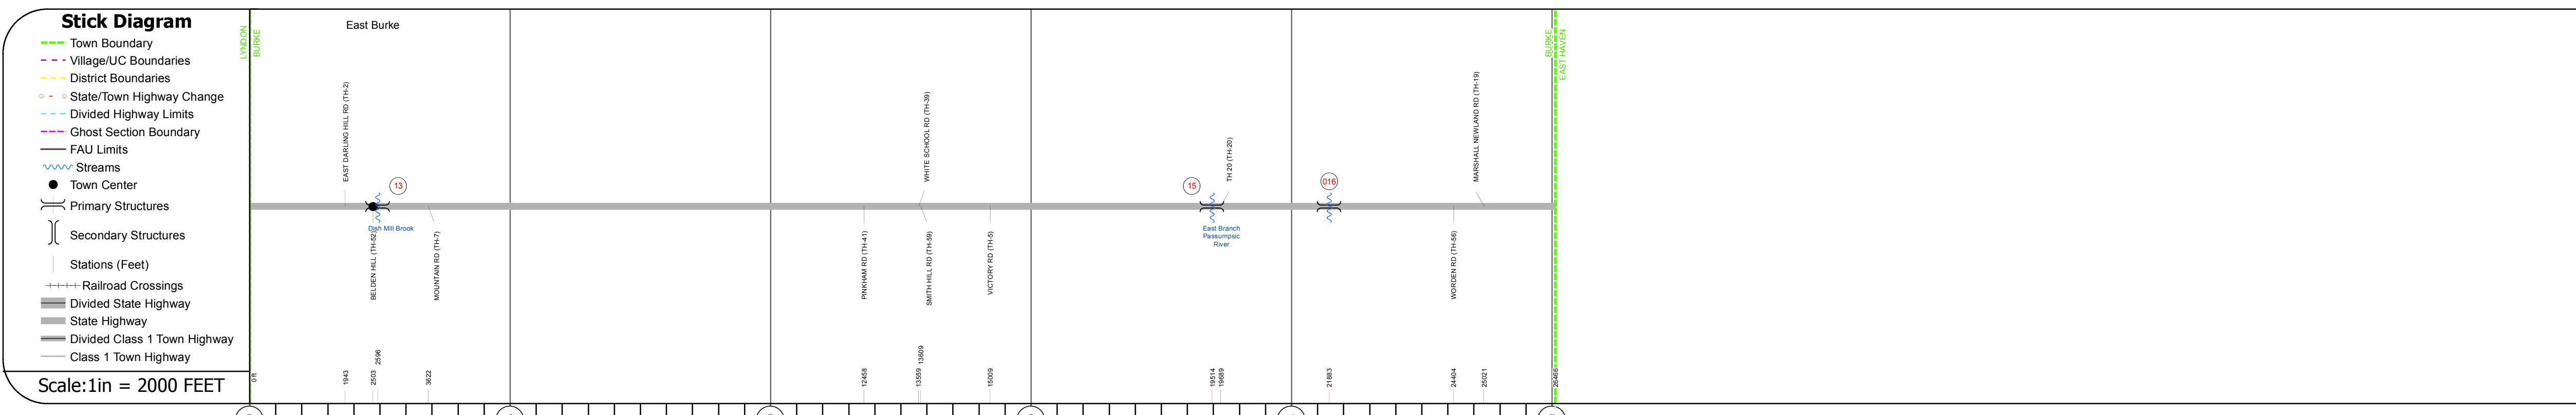 Stick Diagram
Town Boundary
Village/UC Boundaries
District Boundaries
State/Town Highway Change
Divided Highway Limits
Ghost Section Boundary
FAU Limits
Streams
Town Center
Primary Structures
Secondary Structures
Stations (Feet)
Railroad Crossings
Divided State Highway
State Highway
Divided Class 1 Town Highway
Class 1 Town Highway
Scale:1in = 2000 FEET
LYNDON
BURKE
East Burke
EAST DARLING HILL RD (TH-2)
13
Dish Mill Brook
BELDEN HILL (TH-52)
MOUNTAIN RD (TH-7)
PINKHAM RD (TH-41)
WHITE SCHOOL RD (TH-39)
SMITH HILL RD (TH-59)
VICTORY RD (TH-5)
15
East Branch
Passumpsic
River
TH 20 (TH-20)
016
WORDEN RD (TH-56)
MARSHALL NEWLAND RD (TH-19)
BURKE
EAST HAVEN
0 ft
1943
2503
2596
3622
12458
13559
13609
15009
19514
19689
21883
24404
25021
26466